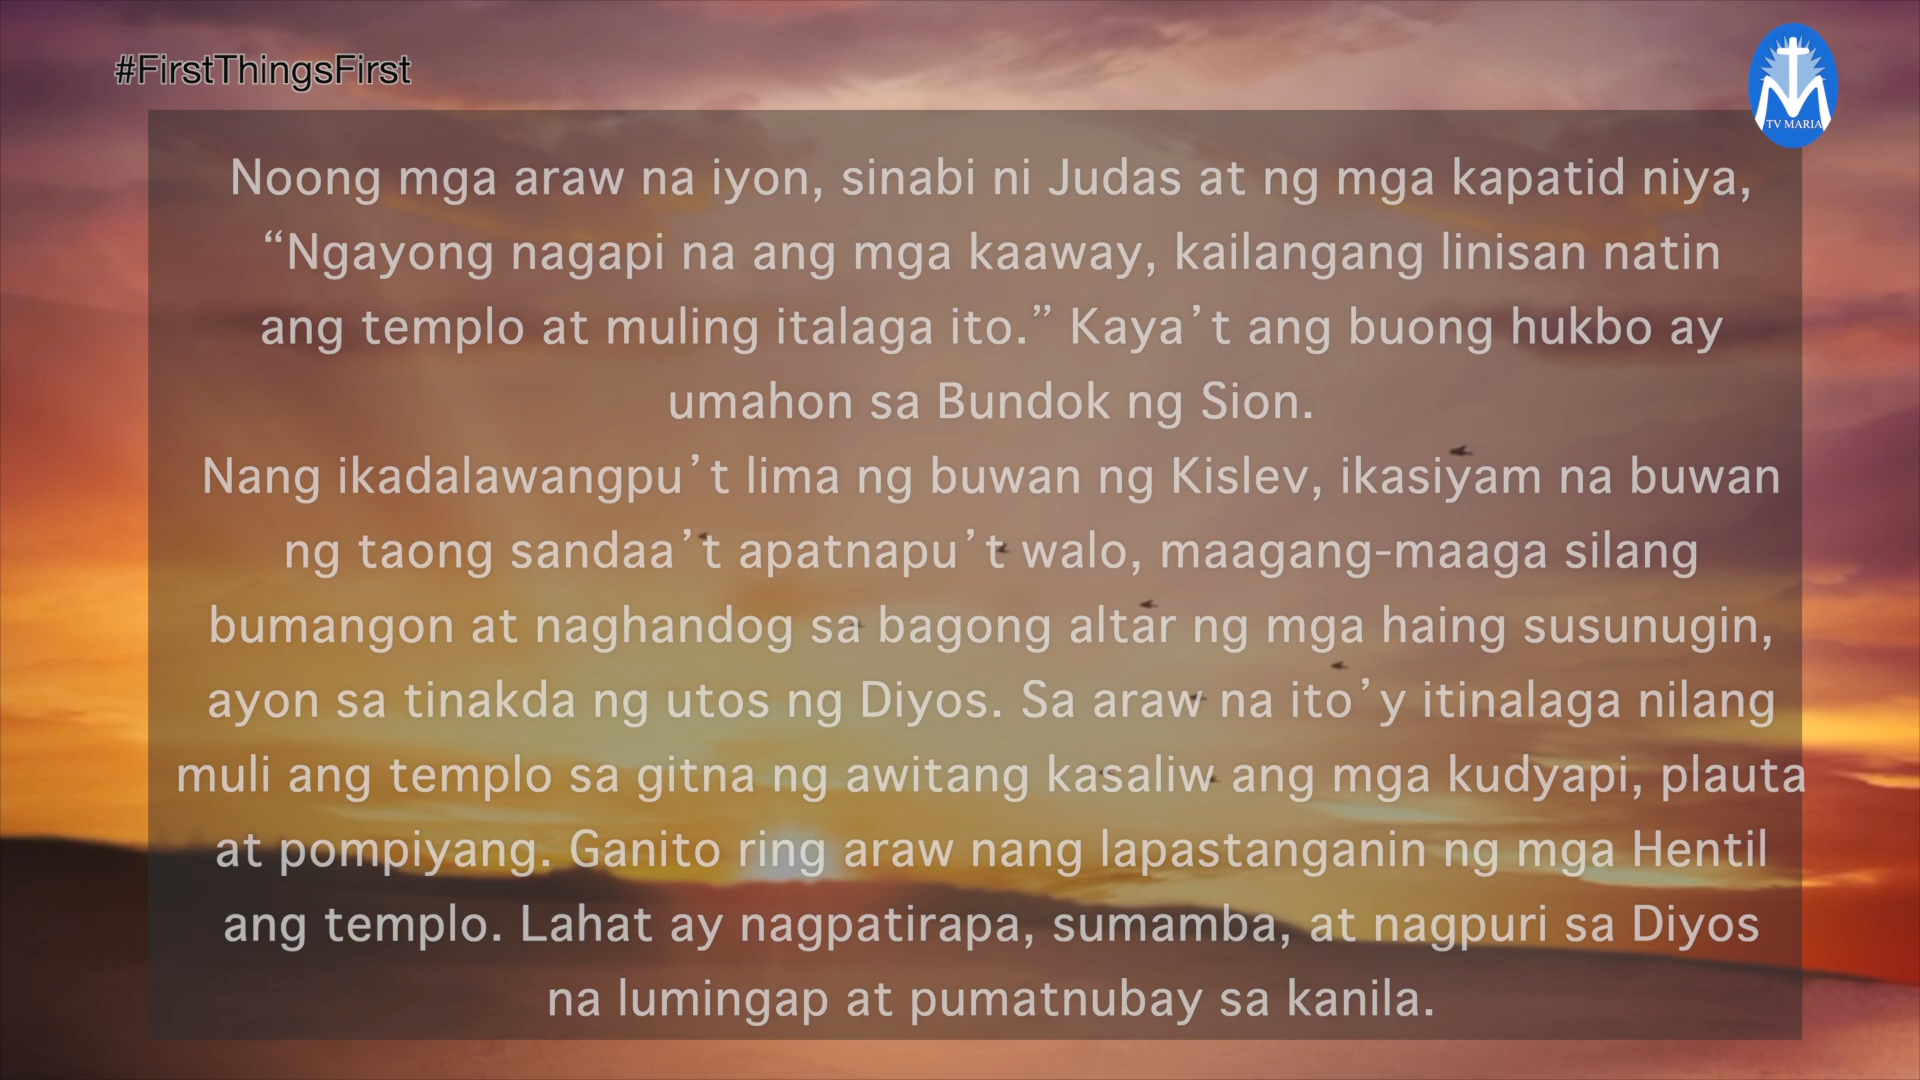 #FirstThingsFirst
TV MARIA
Noong mga araw na iyon, sinabi ni Judas at ng mga kapatid niya,
“Ngayong nagapi na ang mga kaaway, kailangang linisan natin
ang templo at muling italaga ito.” Kaya’t ang buong hukbo ay
umahon sa Bundok ng Sion.
Nang ikadalawangpu’t lima ng buwan ng Kislev, ikasiyam na buwan
ng taong sandaa’t apatnapu’t walo, maagang-maaga silang
bumangon at naghandog sa bagong altar ng mga haing susunugin,
ayon sa tinakda ng utos ng Diyos. Sa araw na ito’y itinalaga nilang
muli ang templo sa gitna ng awitang kasaliw ang mga kudyapi, plauta
at pompiyang. Ganito ring araw nang lapastanganin ng mga Hentil
ang templo. Lahat ay nagpatirapa, sumamba, at nagpuri sa Diyos
na lumingap at pumatnubay sa kanila.